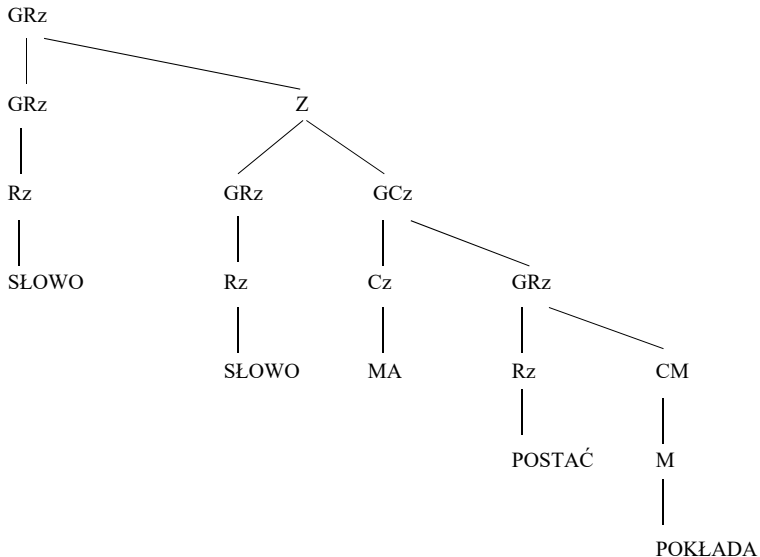 GRz
GRz Z
Rz GRz GCz
SŁOWO Rz Cz GRz
SŁOWO MA Rz CM
POSTAĆ M
POKŁADA